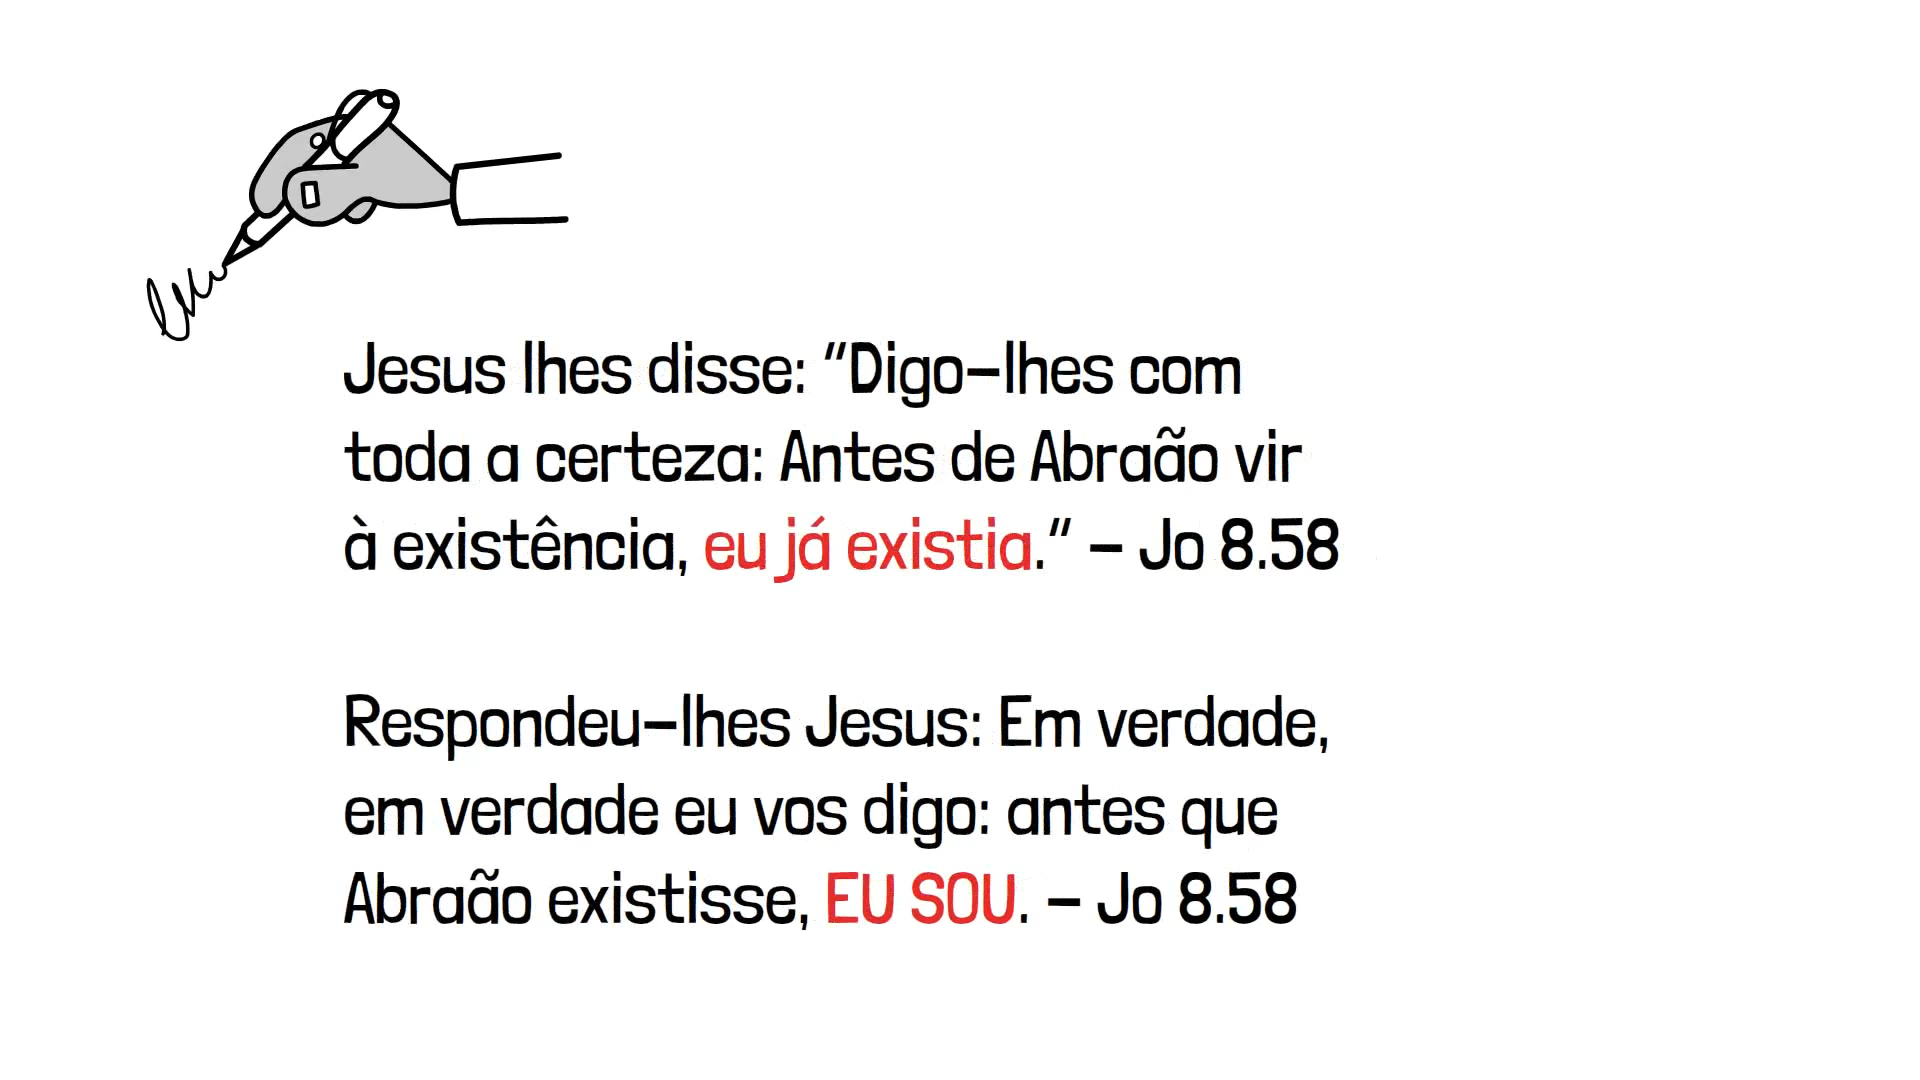 Jesus lhes disse: “Digo-lhes com
toda a certeza: Antes de Abraão vir
à existência, eu já existia.” – Jo 8.58
Respondeu-lhes Jesus: Em verdade,
em verdade eu vos digo: antes que
Abraão existisse, EU SOU. – Jo 8.58